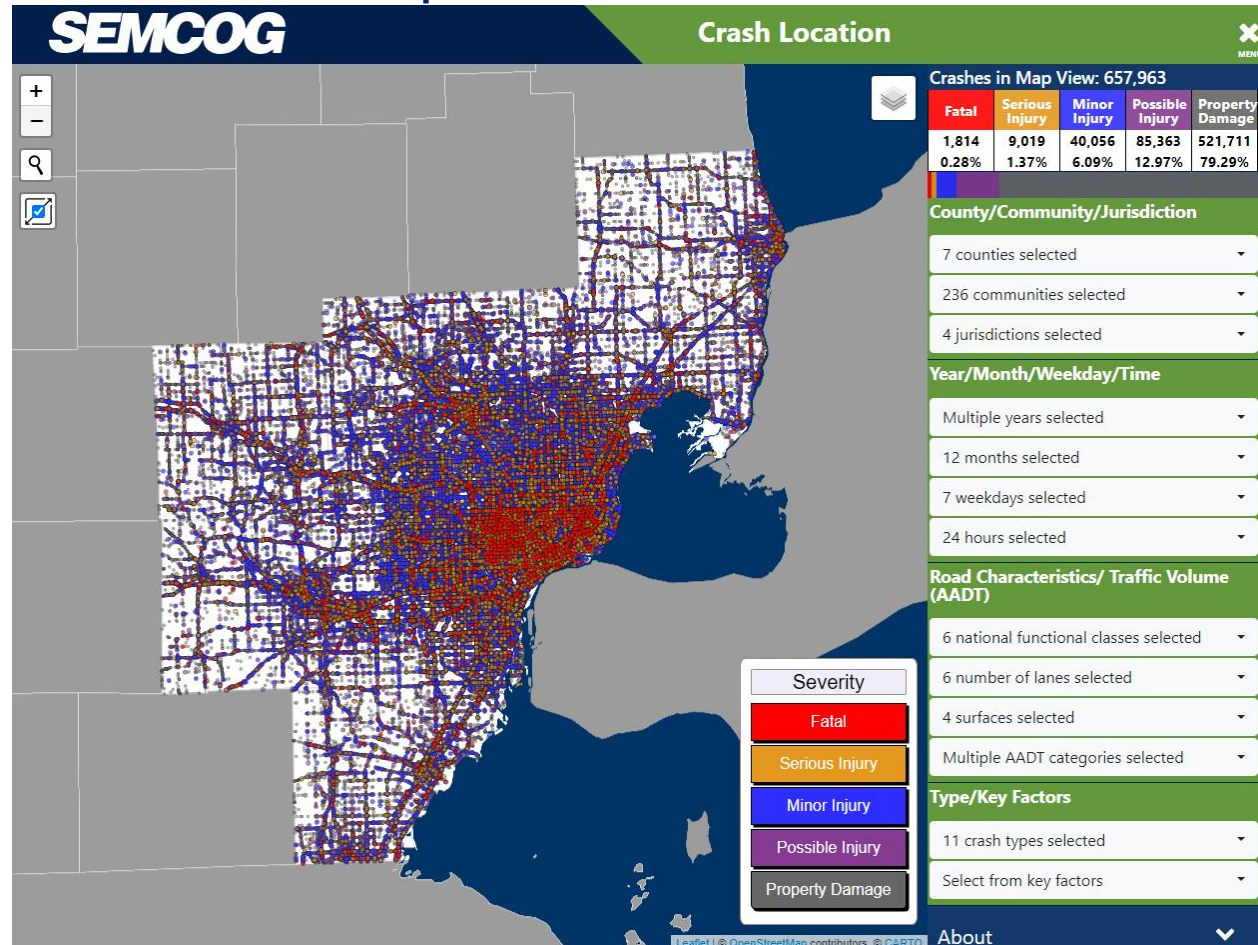 SEMCOG
Crash Location
MENU
+
−
Crashes in Map View: 657,963
Fatal
Serious Injury
Minor Injury
Possible Injury
Property Damage
1,814
9,019
40,056
85,363
521,711
0.28%
1.37%
6.09%
12.97%
79.29%
County/Community/Jurisdiction
7 counties selected
236 communities selected
4 jurisdictions selected
Year/Month/Weekday/Time
Multiple years selected
12 months selected
7 weekdays selected
24 hours selected
Road Characteristics/ Traffic Volume
(AADT)
6 national functional classes selected
6 number of lanes selected
4 surfaces selected
Multiple AADT categories selected
Type/Key Factors
11 crash types selected
Select from key factors
About
Severity
Fatal
Serious Injury
Minor Injury
Possible Injury
Property Damage
Leaflet | © OpenStreetMap contributors, © CARTO